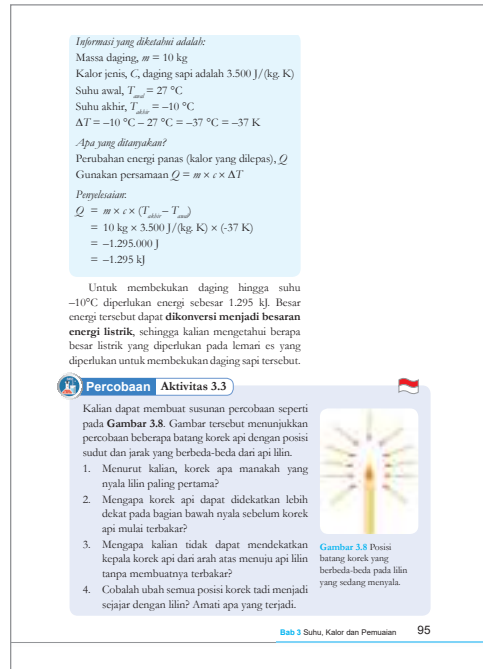 Informasi yang diketahui adalah:
Massa daging, m = 10 kg
Kalor jenis, C, daging sapi adalah 3.500 J/(kg. K)
Suhu awal, Tawal = 27 °C
Suhu akhir, Takhir = –10 °C
ΔT = –10 °C – 27 °C = –37 °C = –37 K
Apa yang ditanyakan?
Perubahan energi panas (kalor yang dilepas), Q
Gunakan persamaan Q = m × c × ΔT
Penyelesaian:
Q = m × c × (Takhir – Tawal)
= 10 kg × 3.500 J/(kg. K) × (-37 K)
= –1.295.000 J
= –1.295 kJ
Untuk membekukan daging hingga suhu
–10°C diperlukan energi sebesar 1.295 kJ. Besar
energi tersebut dapat dikonversi menjadi besaran
energi listrik, sehingga kalian mengetahui berapa
besar listrik yang diperlukan pada lemari es yang
diperlukan untuk membekukan daging sapi tersebut.
Percobaan Aktivitas 3.3
Kalian dapat membuat susunan percobaan seperti
pada Gambar 3.8. Gambar tersebut menunjukkan
percobaan beberapa batang korek api dengan posisi
sudut dan jarak yang berbeda-beda dari api lilin.
1. Menurut kalian, korek apa manakah yang
nyala lilin paling pertama?
2. Mengapa korek api dapat didekatkan lebih
dekat pada bagian bawah nyala sebelum korek
api mulai terbakar?
3. Mengapa kalian tidak dapat mendekatkan
kepala korek api dari arah atas menuju api lilin
tanpa membuatnya terbakar?
4. Cobalah ubah semua posisi korek tadi menjadi
sejajar dengan lilin? Amati apa yang terjadi.
Gambar 3.8 Posisi
batang korek yang
berbeda-beda pada lilin
yang sedang menyala.
Bab 3 Suhu, Kalor dan Pemuaian 95